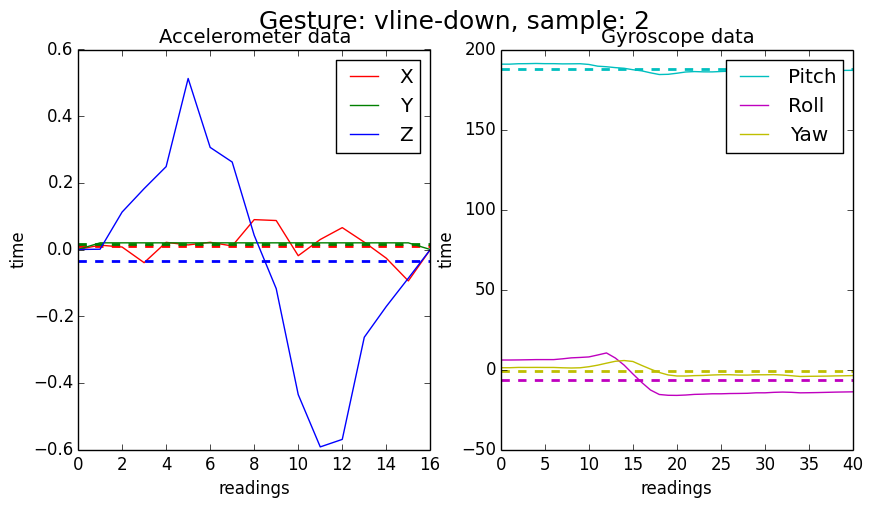 Gesture: vline-down, sample: 2
Accelerometer data
Gyroscope data
0.6
0.4
0.2
0.0
−0.2
−0.4
−0.6
time
0 2 4 6 8 10 12 14 16
readings
X
Y
Z
200
150
100
50
0
−50
time
0 5 10 15 20 25 30 35 40
readings
Pitch
Roll
Yaw